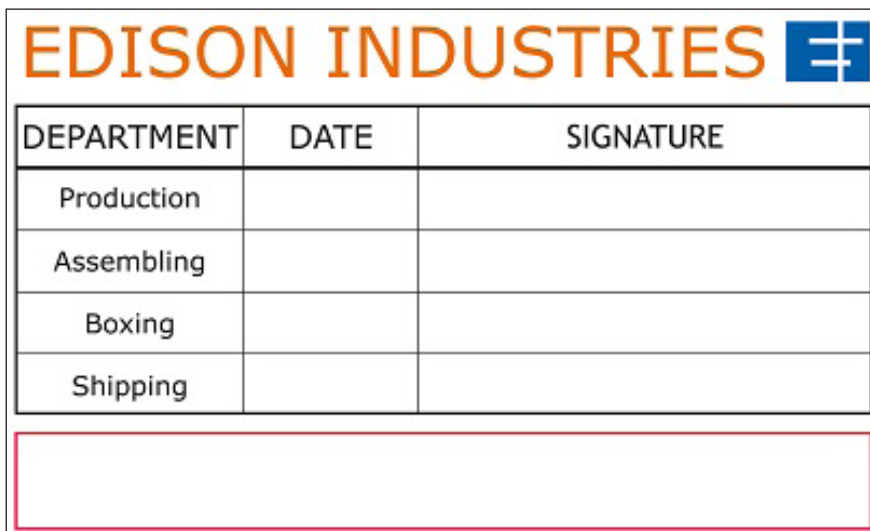 EDISON INDUSTRIES
DEPARTMENT DATE SIGNATURE
Production
Assembling
Boxing
Shipping